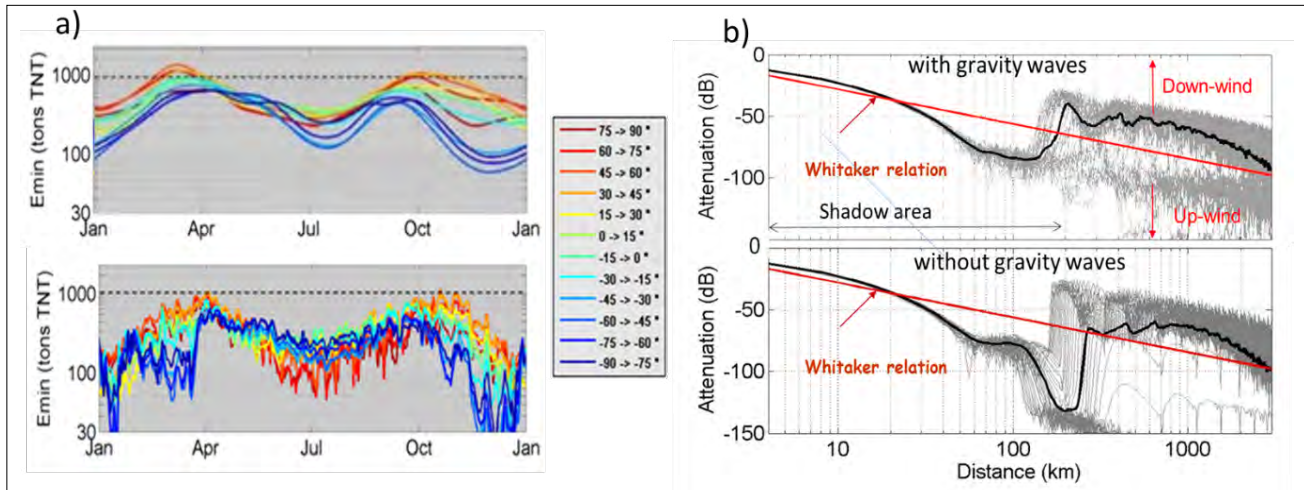 a)
Emin (tons TNT)
1000
100
30
Jan Apr Jul Oct Jan
Emin (tons TNT)
1000
100
30
Jan Apr Jul Oct Jan
75 -> 90 °
60 -> 75 °
45 -> 60 °
30 -> 45 °
15 -> 30 °
0 -> 15 °
-15 -> 0 °
-30 -> -15 °
-45 -> -30 °
-60 -> -45 °
-75 -> -60 °
-90 -> -75 °
b)
Attenuation (dB)
0
-50
-100
with gravity waves
Down-wind
Whitaker relation
Shadow area
Up-wind
Attenuation (dB)
0
-50
-100
-150
without gravity waves
Whitaker relation
10 100 1000
Distance (km)